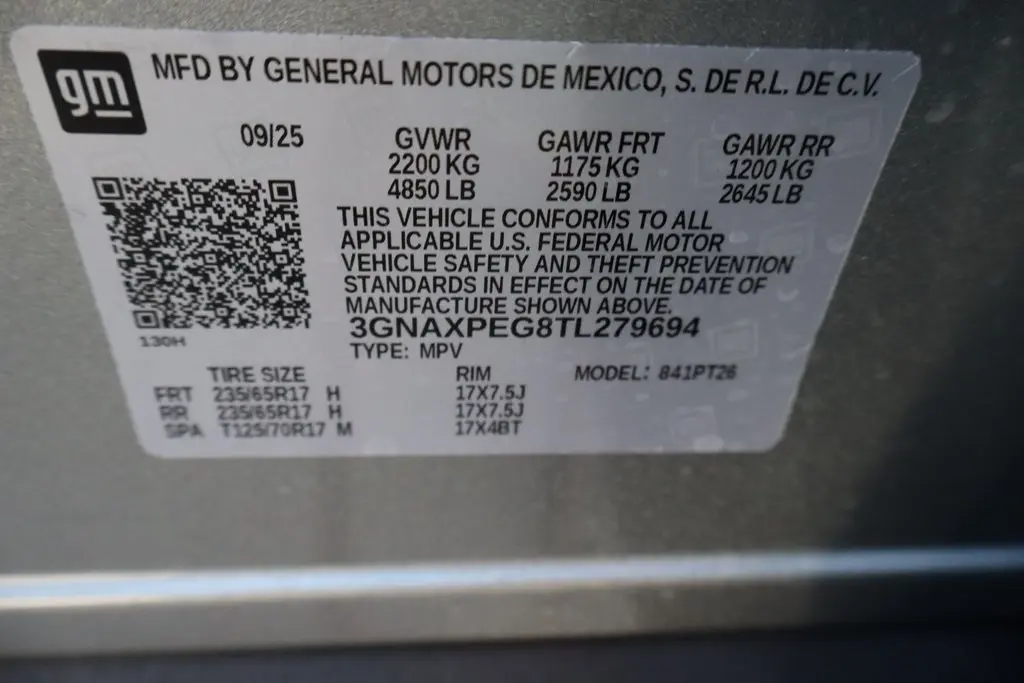 gm
MFD BY GENERAL MOTORS DE MEXICO, S. DE R.L. DE C.V.
09/25 GVWR GAWR FRT GAWR RR
2200 KG 1175 KG 1200 KG
4850 LB 2590 LB 2645 LB
THIS VEHICLE CONFORMS TO ALL
APPLICABLE U.S. FEDERAL MOTOR
VEHICLE SAFETY AND THEFT PREVENTION
STANDARDS IN EFFECT ON THE DATE OF
MANUFACTURE SHOWN ABOVE.
3GNAXPEG8TL279694
130H
TYPE: MPV
TIRE SIZE RIM MODEL: 841PT26
FRT 235/65R17 H 17X7.5J
RR 235/65R17 H 17X7.5J
SPA T125/70R17 M 17X4BT